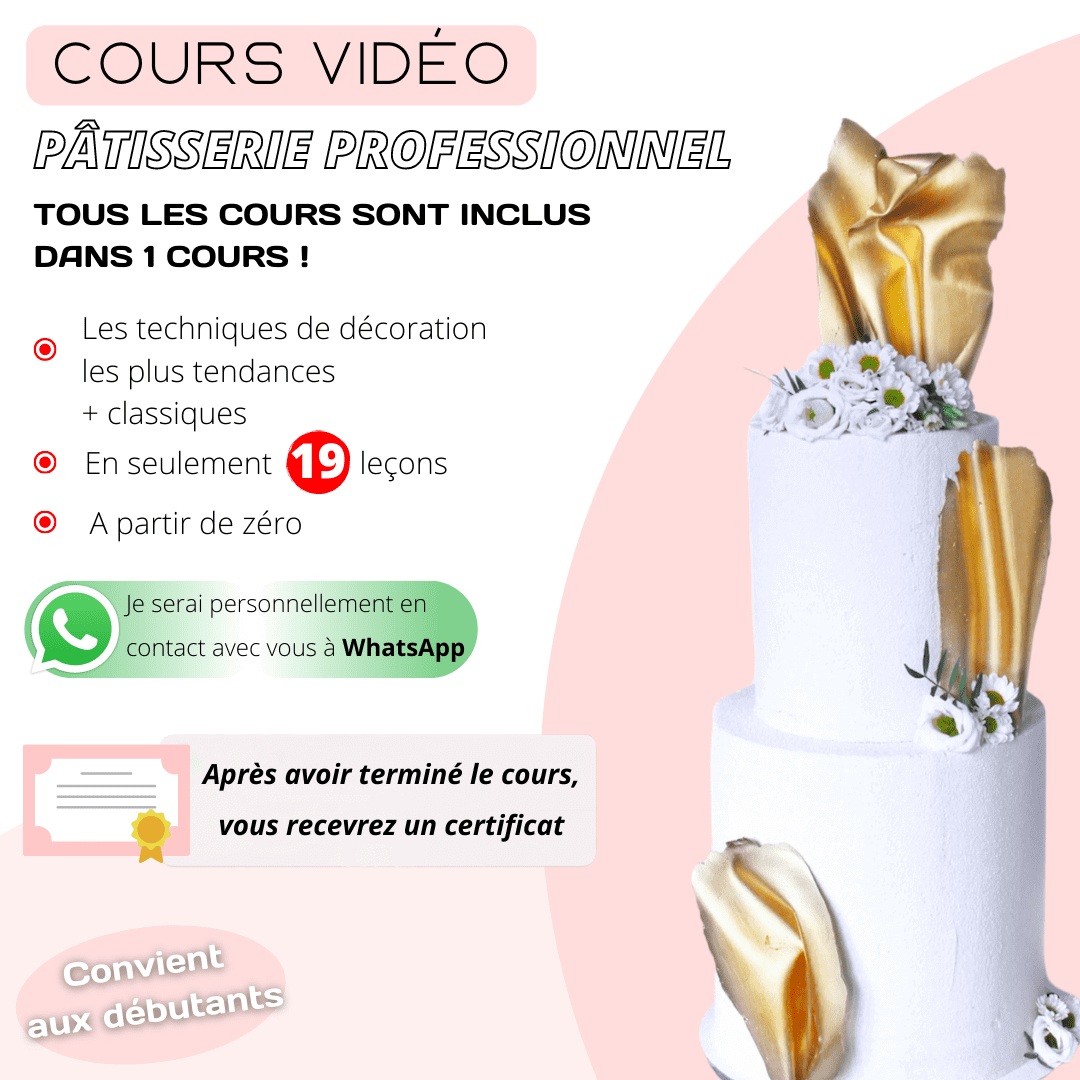 COURS VIDÉO
PÂTISSERIE PROFESSIONNEL
TOUS LES COURS SONT INCLUS
DANS 1 COURS !
Les techniques de décoration
les plus tendances
+ classiques
En seulement 19 leçons
A partir de zéro
Je serai personnellement en
contact avec vous à WhatsApp
Après avoir terminé le cours,
vous recevrez un certificat
Convient
aux débutants